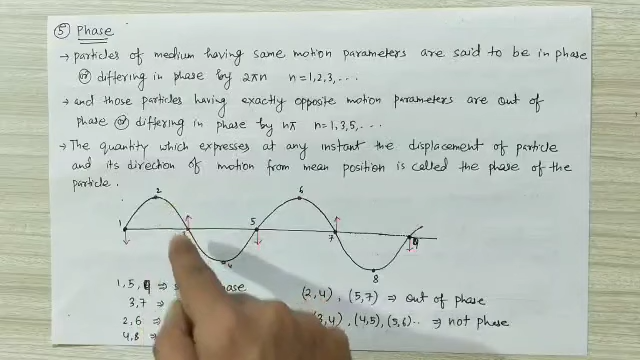 ⑤ Phase
→ particles of medium having same motion parameters are said to be in phase
or differing in phase by 2πn n = 1,2,3,...
→ and those particles having exactly opposite motion parameters are out of
phase or differing in phase by nπ n = 1,3,5,...
→ The quantity which expresses at any instant the displacement of particle
and its direction of motion from mean position is called the phase of the
particle.
1 2 4 5 6 7 8 9
1,5,9 ⇒ phase
3,7 ⇒
2,6 ⇒
4,8 ⇒
(2,4), (5,7) ⇒ out of phase
,4), (4,5), (5,6).. ⇒ not phase